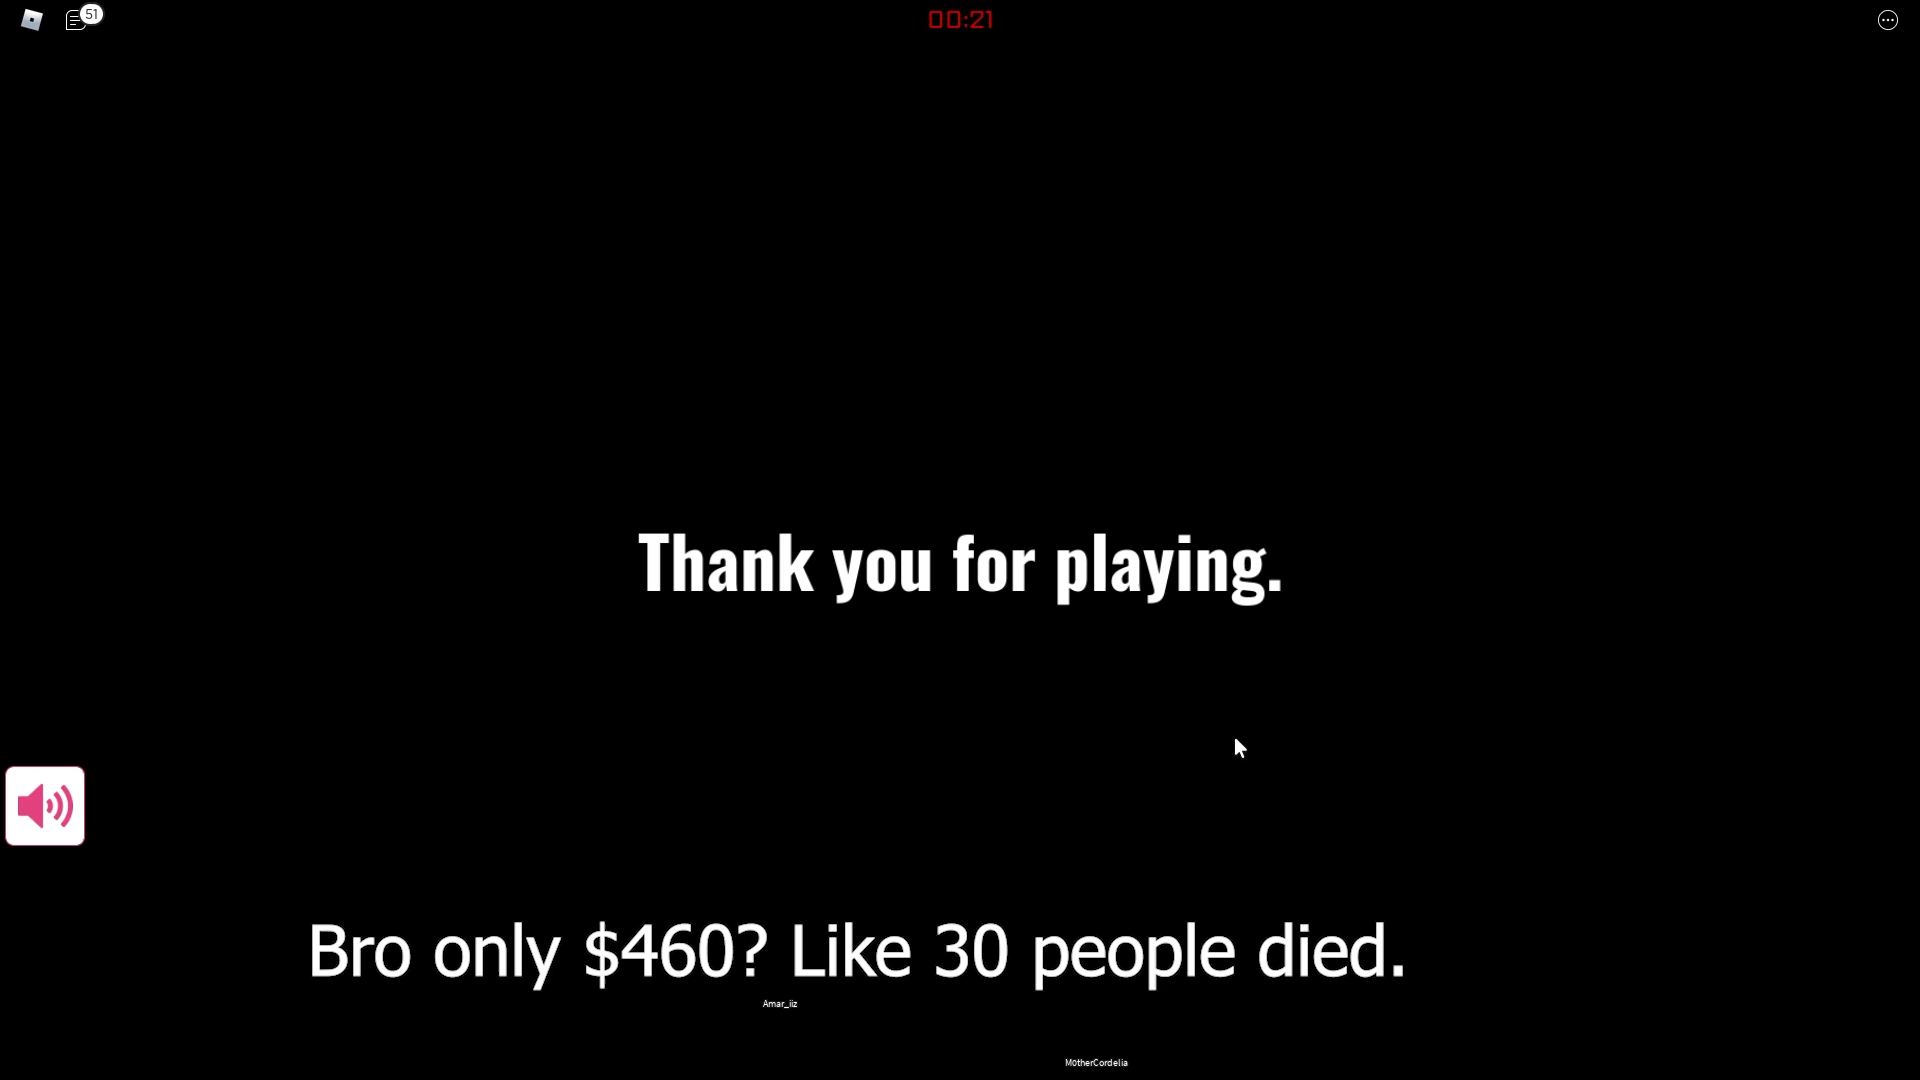 51
00:21
Thank you for playing.
Bro only $460? Like 30 people died.
Amar_iiz
M0therCordelia